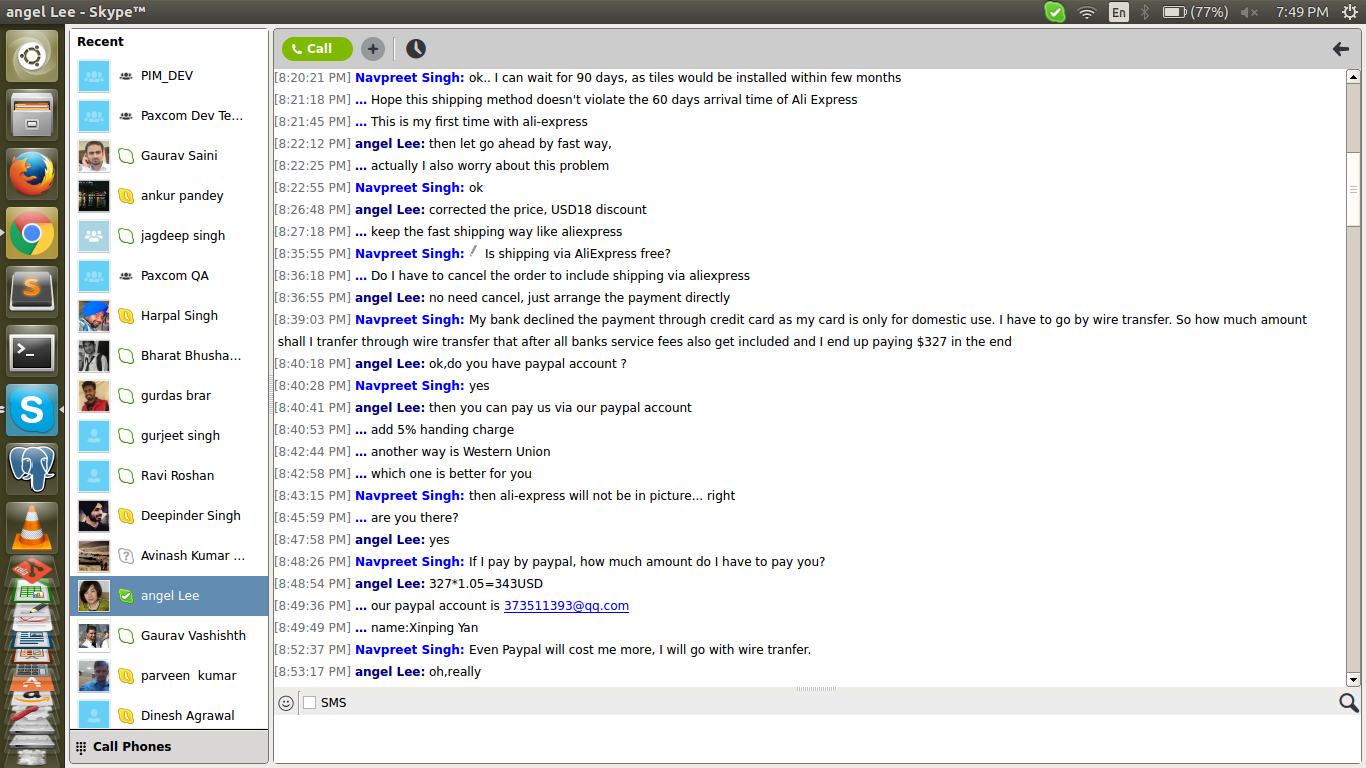 angel Lee - Skype™
En
(77%)
7:49 PM
Recent
PIM_DEV
Paxcom Dev Te...
Gaurav Saini
ankur pandey
jagdeep singh
Paxcom QA
Harpal Singh
Bharat Bhusha...
gurdas brar
gurjeet singh
Ravi Roshan
Deepinder Singh
Avinash Kumar ...
angel Lee
Gaurav Vashishth
parveen kumar
Dinesh Agrawal
Call Phones
Call
[8:20:21 PM] Navpreet Singh: ok.. I can wait for 90 days, as tiles would be installed within few months
[8:21:18 PM] ... Hope this shipping method doesn't violate the 60 days arrival time of Ali Express
[8:21:45 PM] ... This is my first time with ali-express
[8:22:12 PM] angel Lee: then let go ahead by fast way,
[8:22:25 PM] ... actually I also worry about this problem
[8:22:55 PM] Navpreet Singh: ok
[8:26:48 PM] angel Lee: corrected the price, USD18 discount
[8:27:18 PM] ... keep the fast shipping way like aliexpress
[8:35:55 PM] Navpreet Singh: Is shipping via AliExpress free?
[8:36:18 PM] ... Do I have to cancel the order to include shipping via aliexpress
[8:36:55 PM] angel Lee: no need cancel, just arrange the payment directly
[8:39:03 PM] Navpreet Singh: My bank declined the payment through credit card as my card is only for domestic use. I have to go by wire transfer. So how much amount
shall I tranfer through wire transfer that after all banks service fees also get included and I end up paying $327 in the end
[8:40:18 PM] angel Lee: ok,do you have paypal account ?
[8:40:28 PM] Navpreet Singh: yes
[8:40:41 PM] angel Lee: then you can pay us via our paypal account
[8:40:53 PM] ... add 5% handing charge
[8:42:44 PM] ... another way is Western Union
[8:42:58 PM] ... which one is better for you
[8:43:15 PM] Navpreet Singh: then ali-express will not be in picture... right
[8:45:59 PM] ... are you there?
[8:47:58 PM] angel Lee: yes
[8:48:26 PM] Navpreet Singh: If I pay by paypal, how much amount do I have to pay you?
[8:48:54 PM] angel Lee: 327*1.05=343USD
[8:49:36 PM] ... our paypal account is 373511393@qq.com
[8:49:49 PM] ... name:Xinping Yan
[8:52:37 PM] Navpreet Singh: Even Paypal will cost me more, I will go with wire tranfer.
[8:53:17 PM] angel Lee: oh,really
SMS